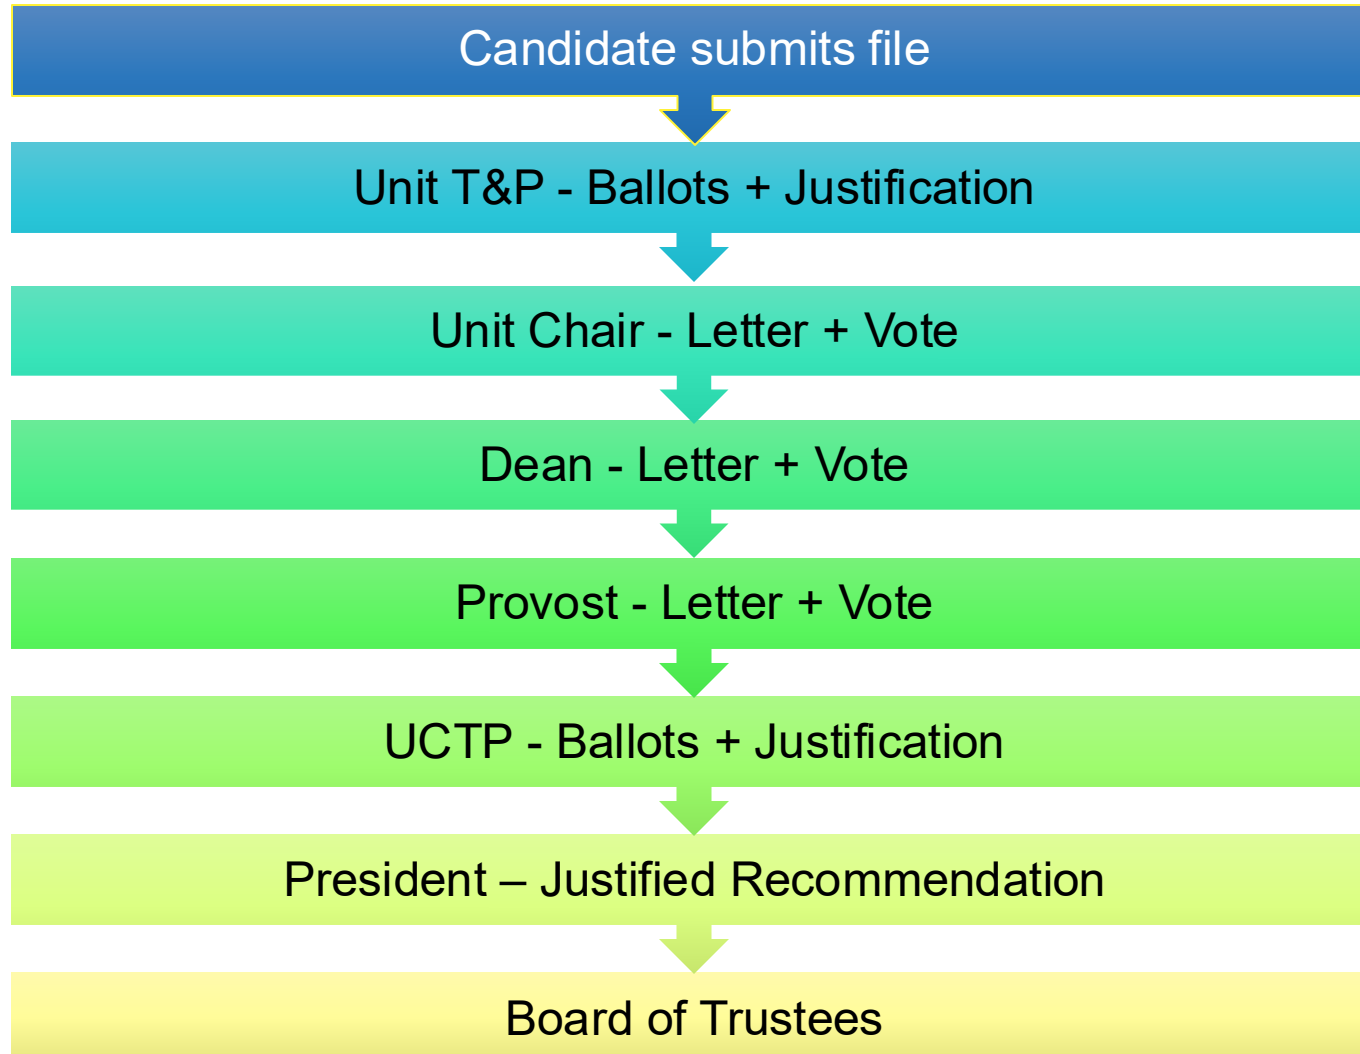 Candidate submits file
Unit T&P - Ballots + Justification
Unit Chair - Letter + Vote
Dean - Letter + Vote
Provost - Letter + Vote
UCTP - Ballots + Justification
President – Justified Recommendation
Board of Trustees